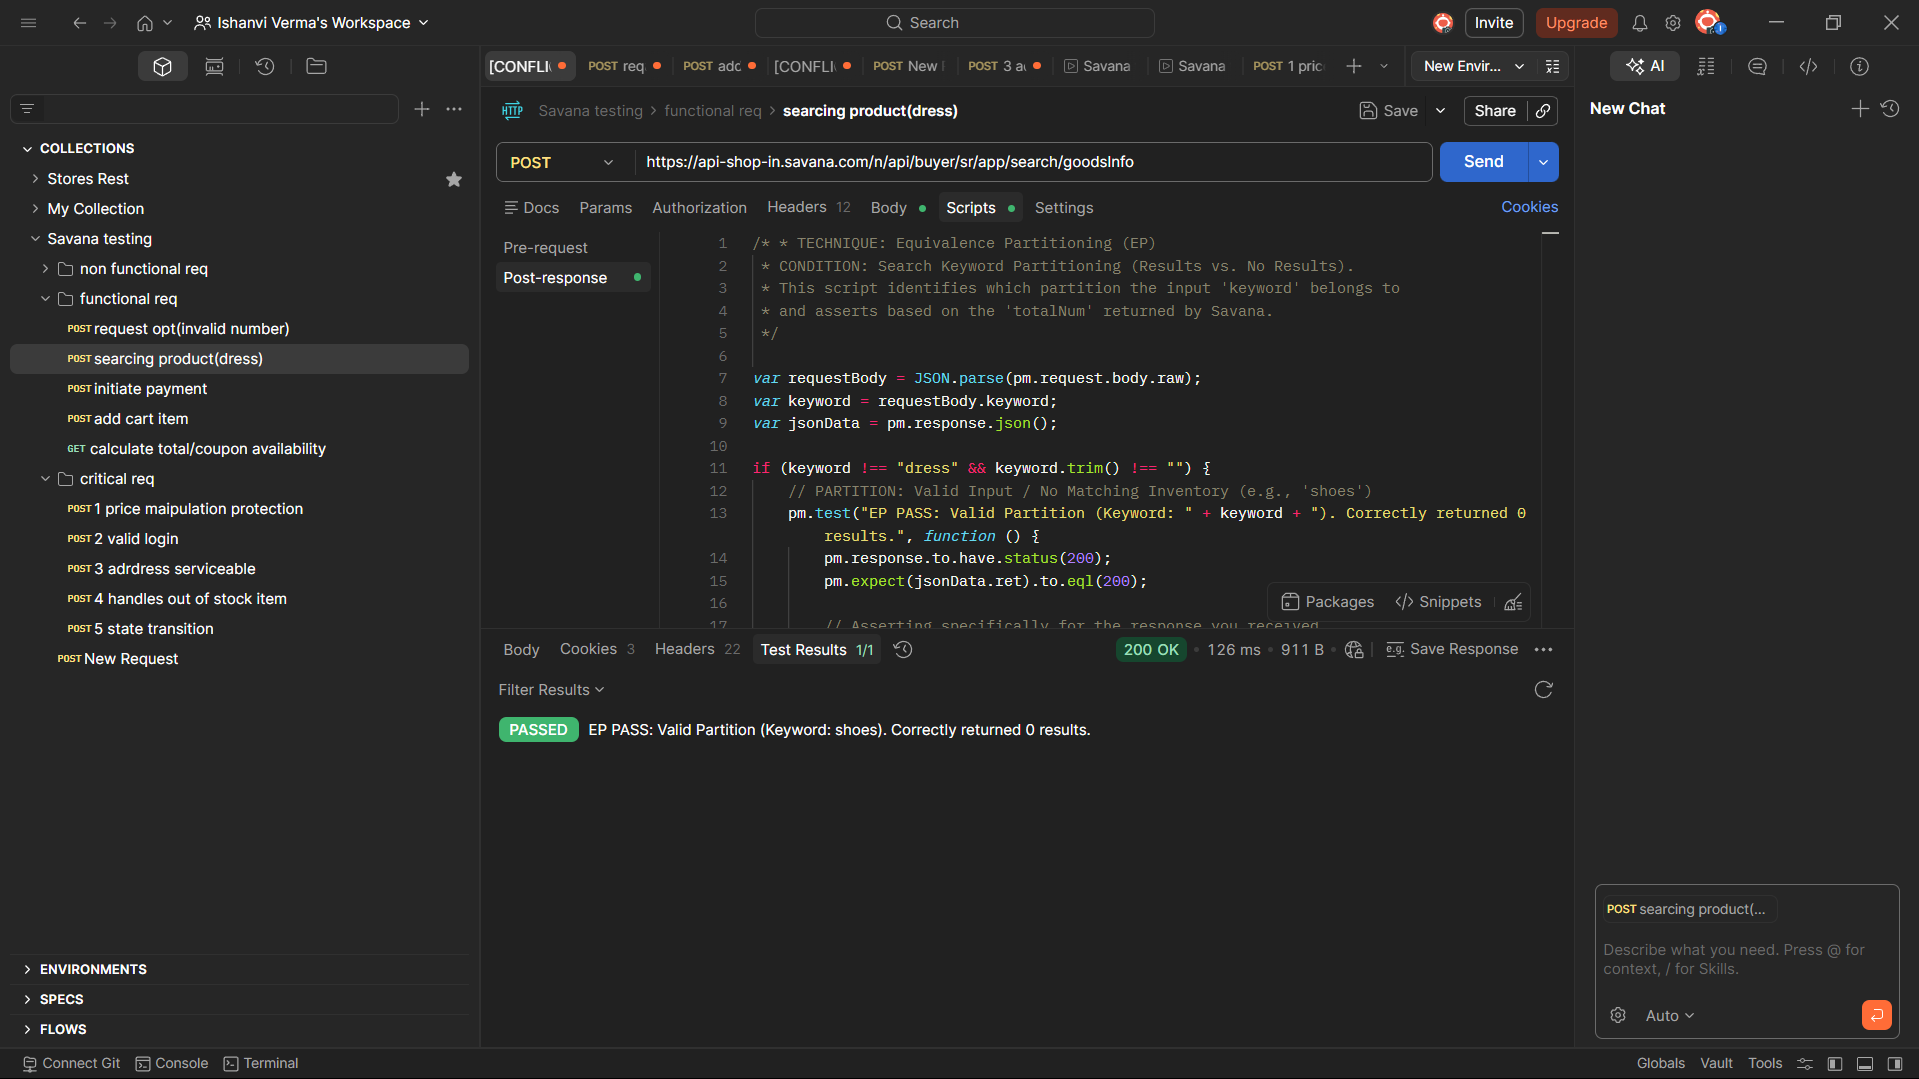 Ishanvi Verma's Workspace
Search
Invite
Upgrade
[CONFLI
POST req
POST add
[CONFLI
POST New
POST 3 a
Savana
Savana
POST 1 pric
New Envir...
AI
COLLECTIONS
Stores Rest
My Collection
Savana testing
non functional req
functional req
POST request opt(invalid number)
POST searcing product(dress)
POST initiate payment
POST add cart item
GET calculate total/coupon availability
critical req
POST 1 price maipulation protection
POST 2 valid login
POST 3 adrdress serviceable
POST 4 handles out of stock item
POST 5 state transition
POST New Request
ENVIRONMENTS
SPECS
FLOWS
HTTP Savana testing > functional req > searcing product(dress)
Save
Share
POST
https://api-shop-in.savana.com/n/api/buyer/sr/app/search/goodsInfo
Send
Docs Params Authorization Headers 12 Body Scripts Settings
Cookies
Pre-request
Post-response
1 /* * TECHNIQUE: Equivalence Partitioning (EP)
2 * CONDITION: Search Keyword Partitioning (Results vs. No Results).
3 * This script identifies which partition the input 'keyword' belongs to
4 * and asserts based on the 'totalNum' returned by Savana.
5 */
6
7 var requestBody = JSON.parse(pm.request.body.raw);
8 var keyword = requestBody.keyword;
9 var jsonData = pm.response.json();
10
11 if (keyword !== "dress" && keyword.trim() !== "") {
12 // PARTITION: Valid Input / No Matching Inventory (e.g., 'shoes')
13 pm.test("EP PASS: Valid Partition (Keyword: " + keyword + "). Correctly returned 0
results.", function () {
14 pm.response.to.have.status(200);
15 pm.expect(jsonData.ret).to.eql(200);
16
17 // Asserting specifically for the response you received
Packages
Snippets
Body Cookies 3 Headers 22 Test Results 1/1
200 OK • 126 ms • 911 B
e.g. Save Response
Filter Results
PASSED EP PASS: Valid Partition (Keyword: shoes). Correctly returned 0 results.
New Chat
POST searcing product(...
Describe what you need. Press @ for
context, / for Skills.
Auto
Connect Git
Console
Terminal
Globals
Vault
Tools